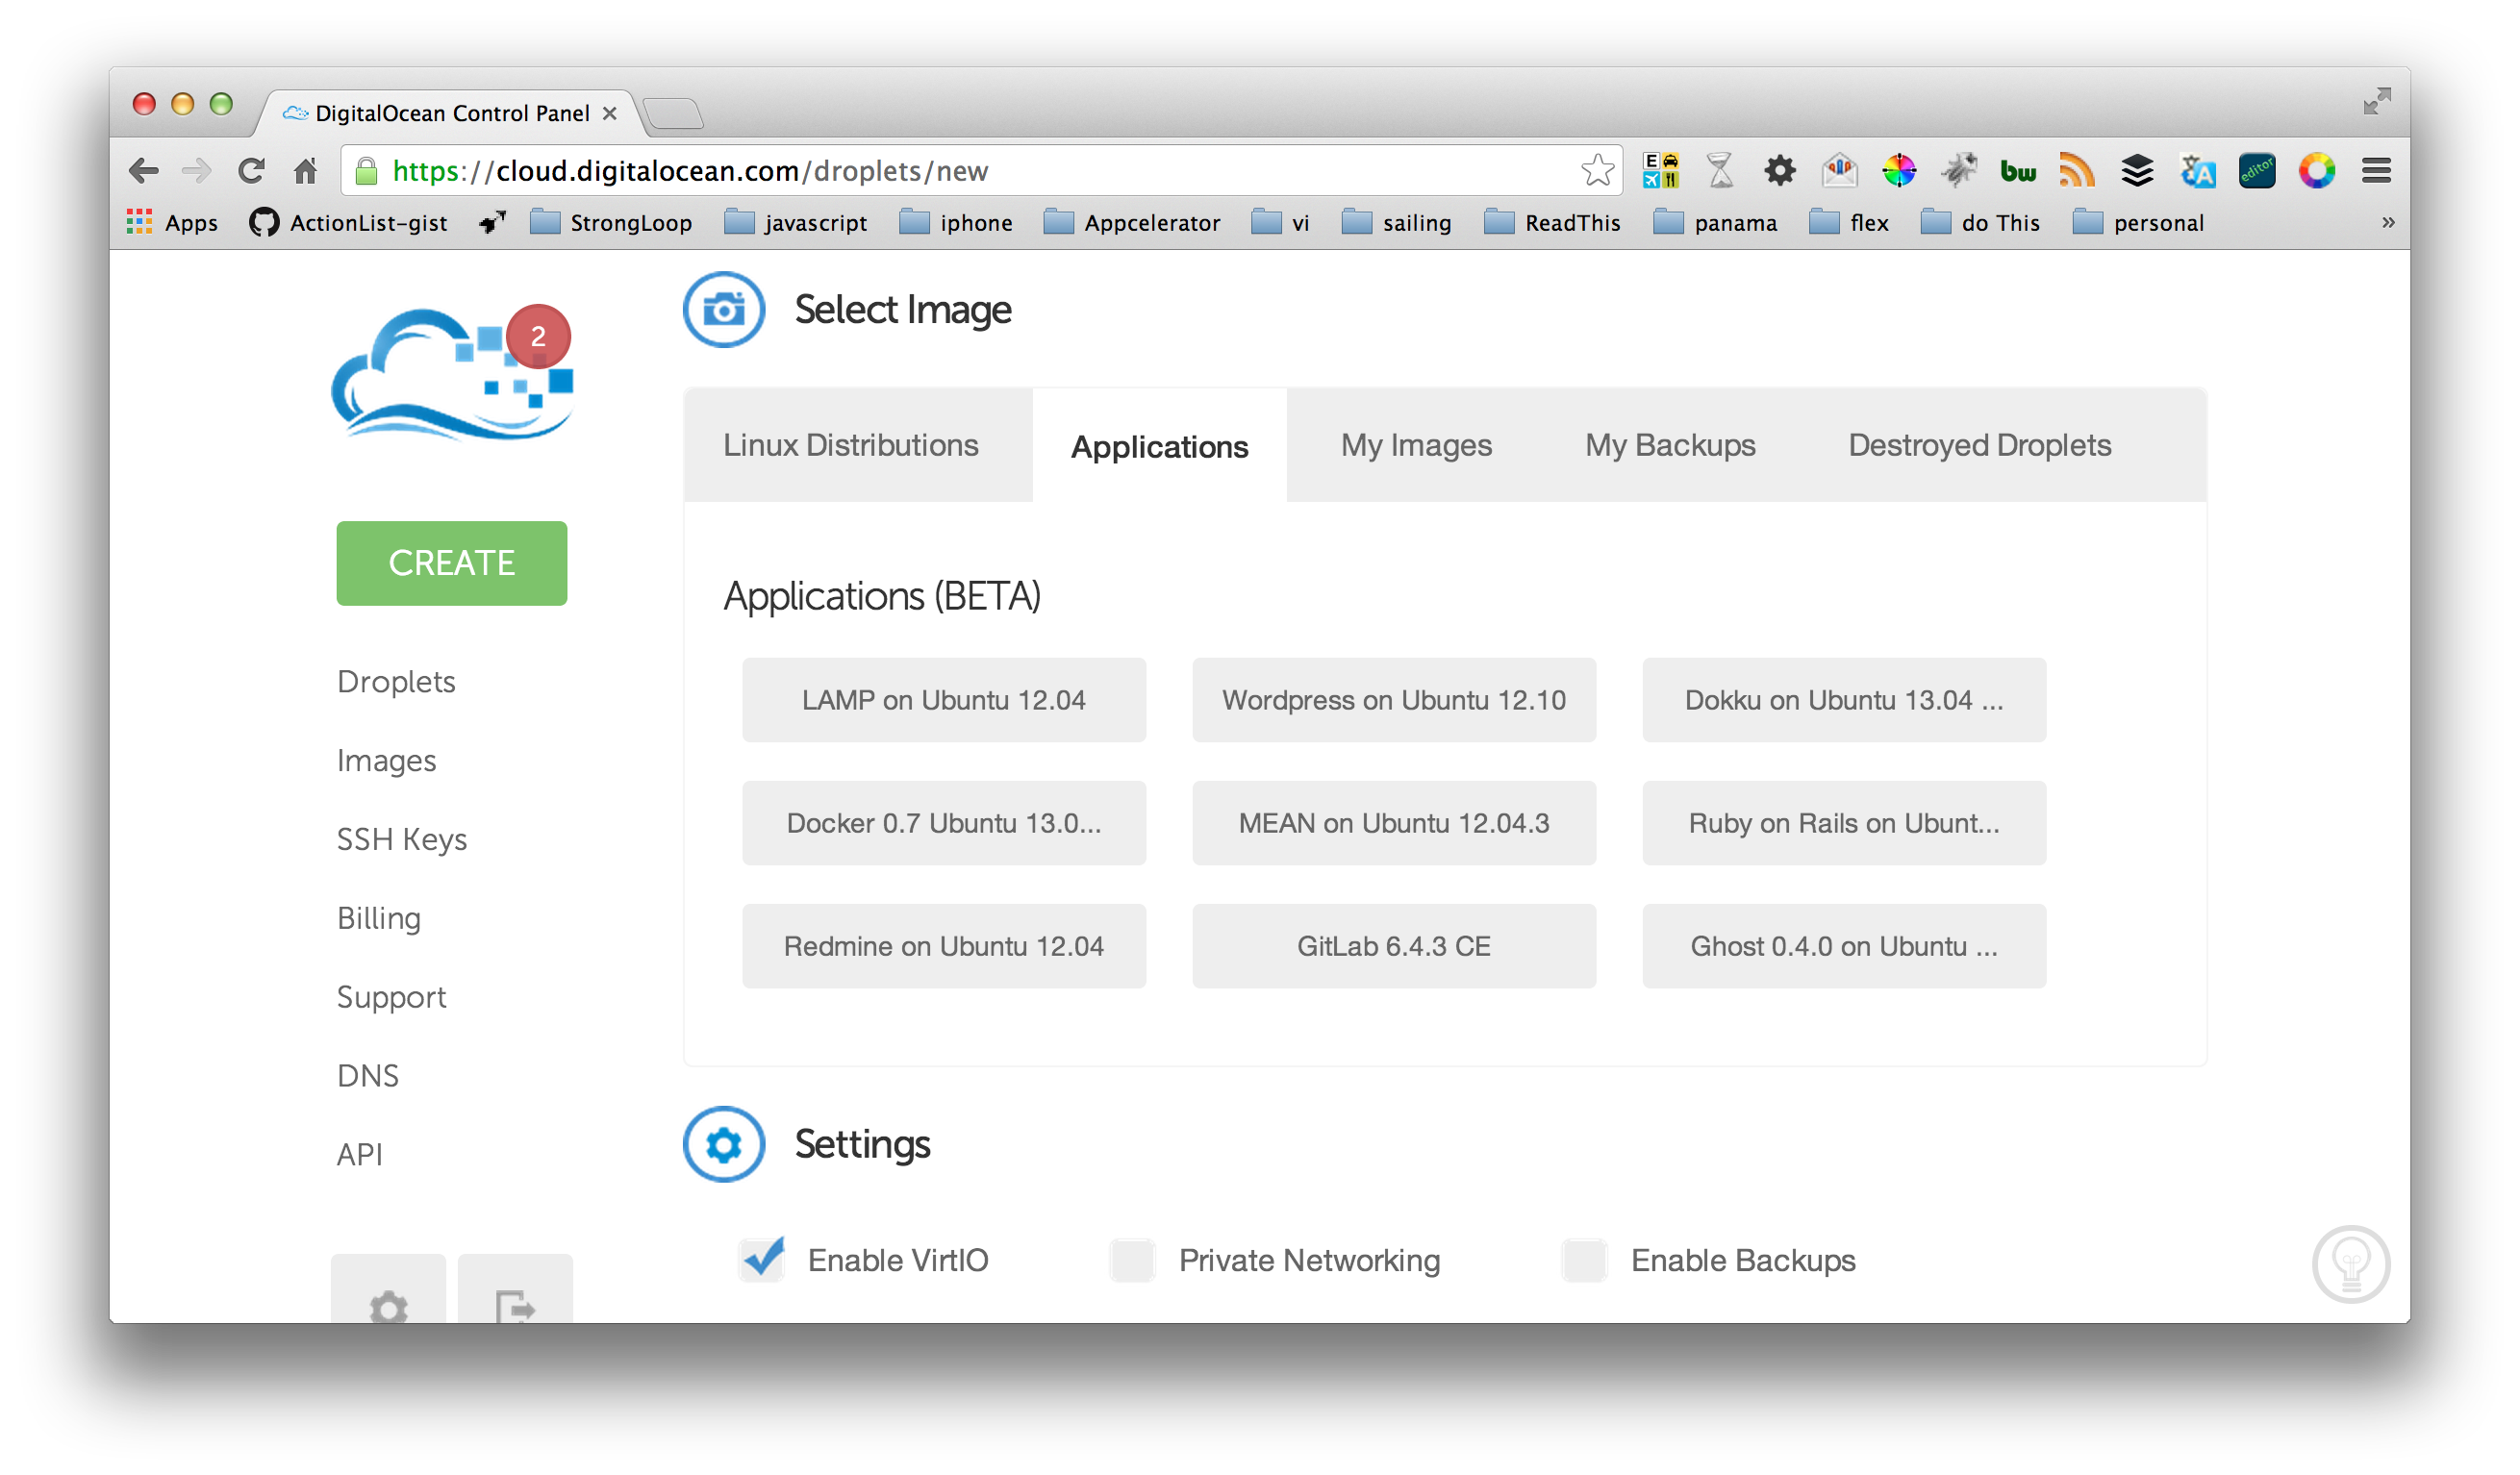 DigitalOcean Control Panel
https://cloud.digitalocean.com/droplets/new
E
bw
A
editor
Apps ActionList-gist StrongLoop javascript iphone Appcelerator vi sailing ReadThis panama flex do This personal »
2
Select Image
Linux Distributions Applications My Images My Backups Destroyed Droplets
CREATE
Applications (BETA)
Droplets
LAMP on Ubuntu 12.04 Wordpress on Ubuntu 12.10 Dokku on Ubuntu 13.04 ...
Images
Docker 0.7 Ubuntu 13.0... MEAN on Ubuntu 12.04.3 Ruby on Rails on Ubunt...
SSH Keys
Billing
Redmine on Ubuntu 12.04 GitLab 6.4.3 CE Ghost 0.4.0 on Ubuntu ...
Support
DNS
API
Settings
Enable VirtIO Private Networking Enable Backups